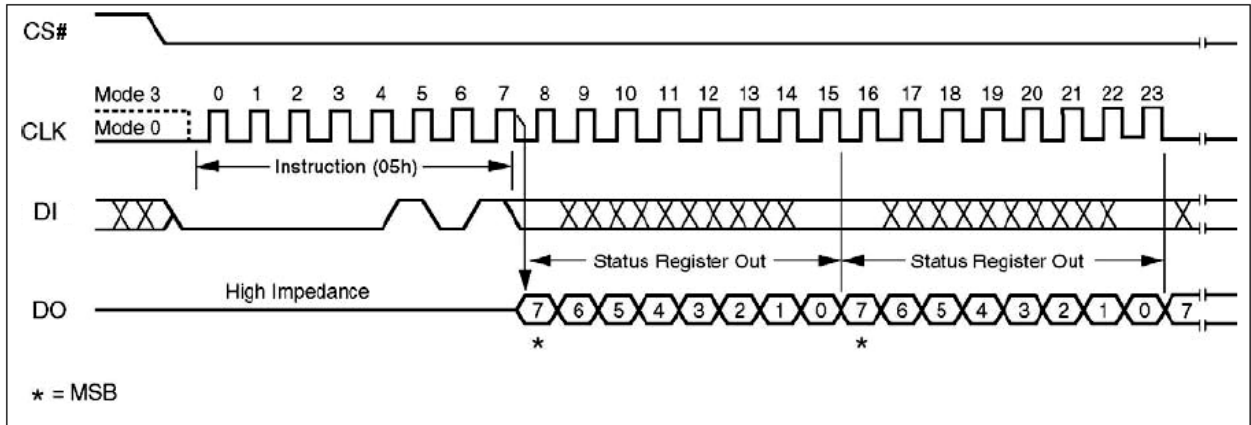 CS#
Mode 3 0 1 2 3 4 5 6 7 8 9 10 11 12 13 14 15 16 17 18 19 20 21 22 23
CLK Mode 0
Instruction (05h)
DI
Status Register Out Status Register Out
High Impedance
DO 7 6 5 4 3 2 1 0 7 6 5 4 3 2 1 0 7
* *
* = MSB